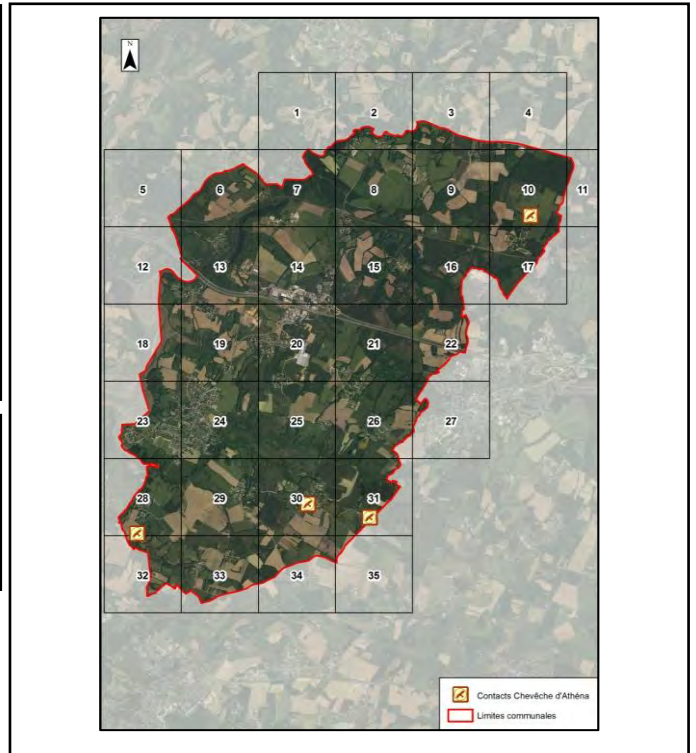 N
1 2 3 4
5 6 7 8 9 10 11
12 13 14 15 16 17
18 19 20 21 22
23 24 25 26 27
28 29 30 31
32 33 34 35
Contacts Chevêche d'Athéna
Limites communales